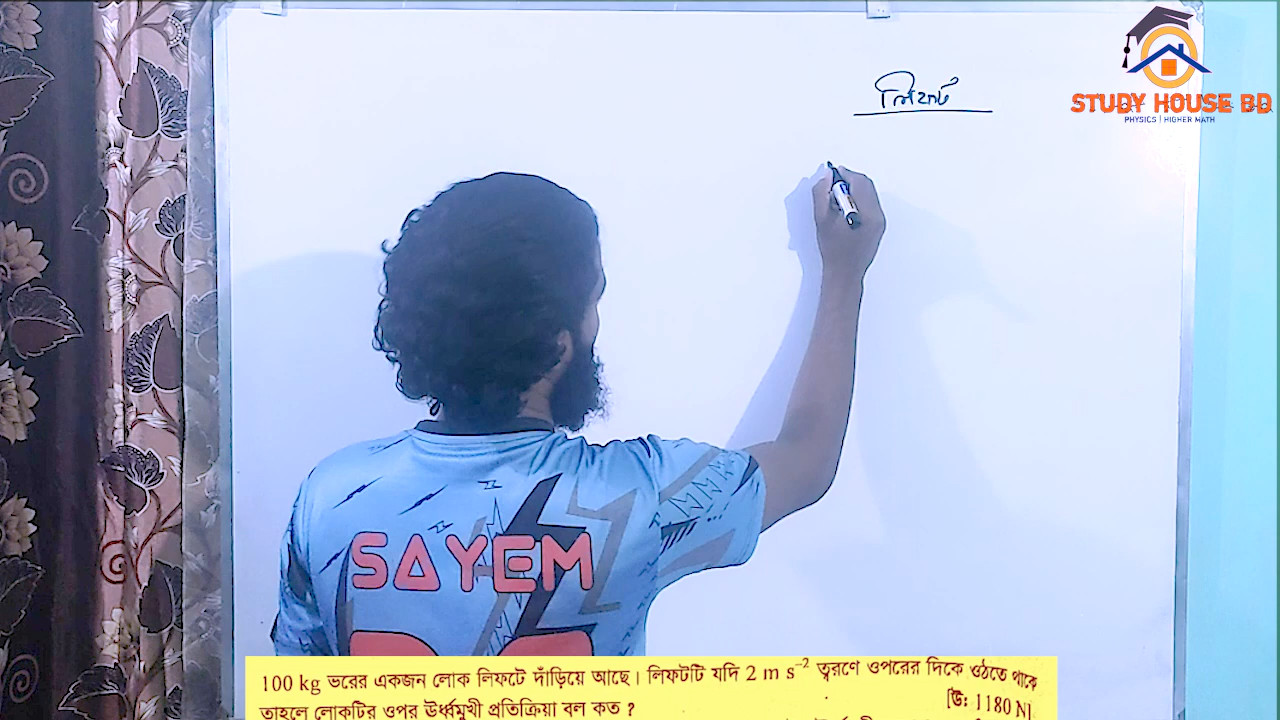 লিফট
STUDY HOUSE BD
PHYSICS | HIGHER MATH
SAYEM
100 kg ভরের একজন লোক লিফটে দাঁড়িয়ে আছে। লিফটটি যদি 2 m s⁻² ত্বরণে ওপরের দিকে ওঠতে থাকে
তাহলে লোকটির ওপর ঊর্ধ্বমুখী প্রতিক্রিয়া বল কত ?
[উ: 1180 N]